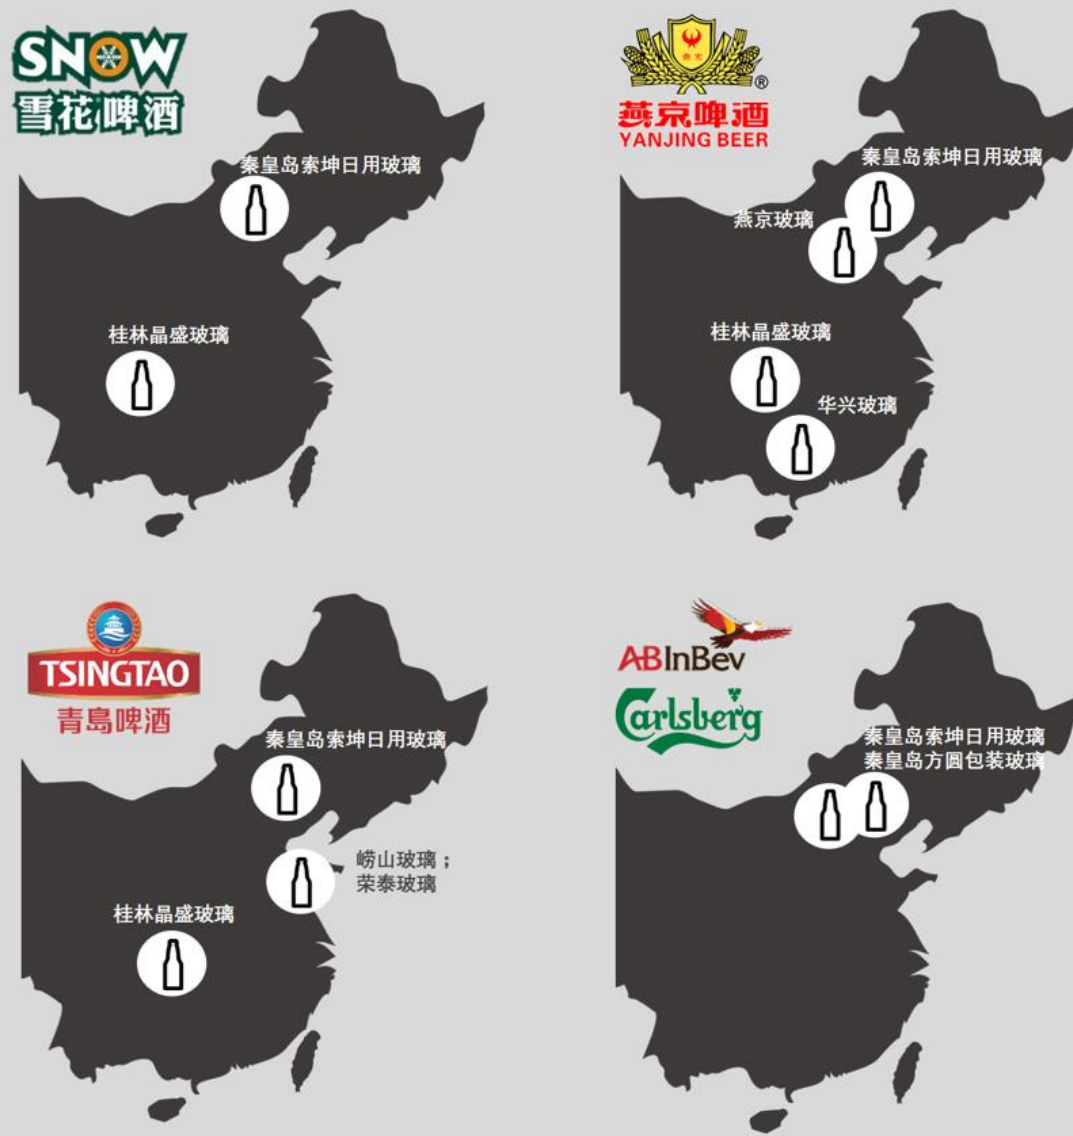 SNOW
雪花啤酒
秦皇岛索坤日用玻璃
桂林晶盛玻璃
燕京
®
燕京啤酒
YANJING BEER
秦皇岛索坤日用玻璃
燕京玻璃
桂林晶盛玻璃
华兴玻璃
TSINGTAO
青島啤酒
秦皇岛索坤日用玻璃
崂山玻璃；
荣泰玻璃
桂林晶盛玻璃
ABInBev
Carlsberg
秦皇岛索坤日用玻璃
秦皇岛方圆包装玻璃